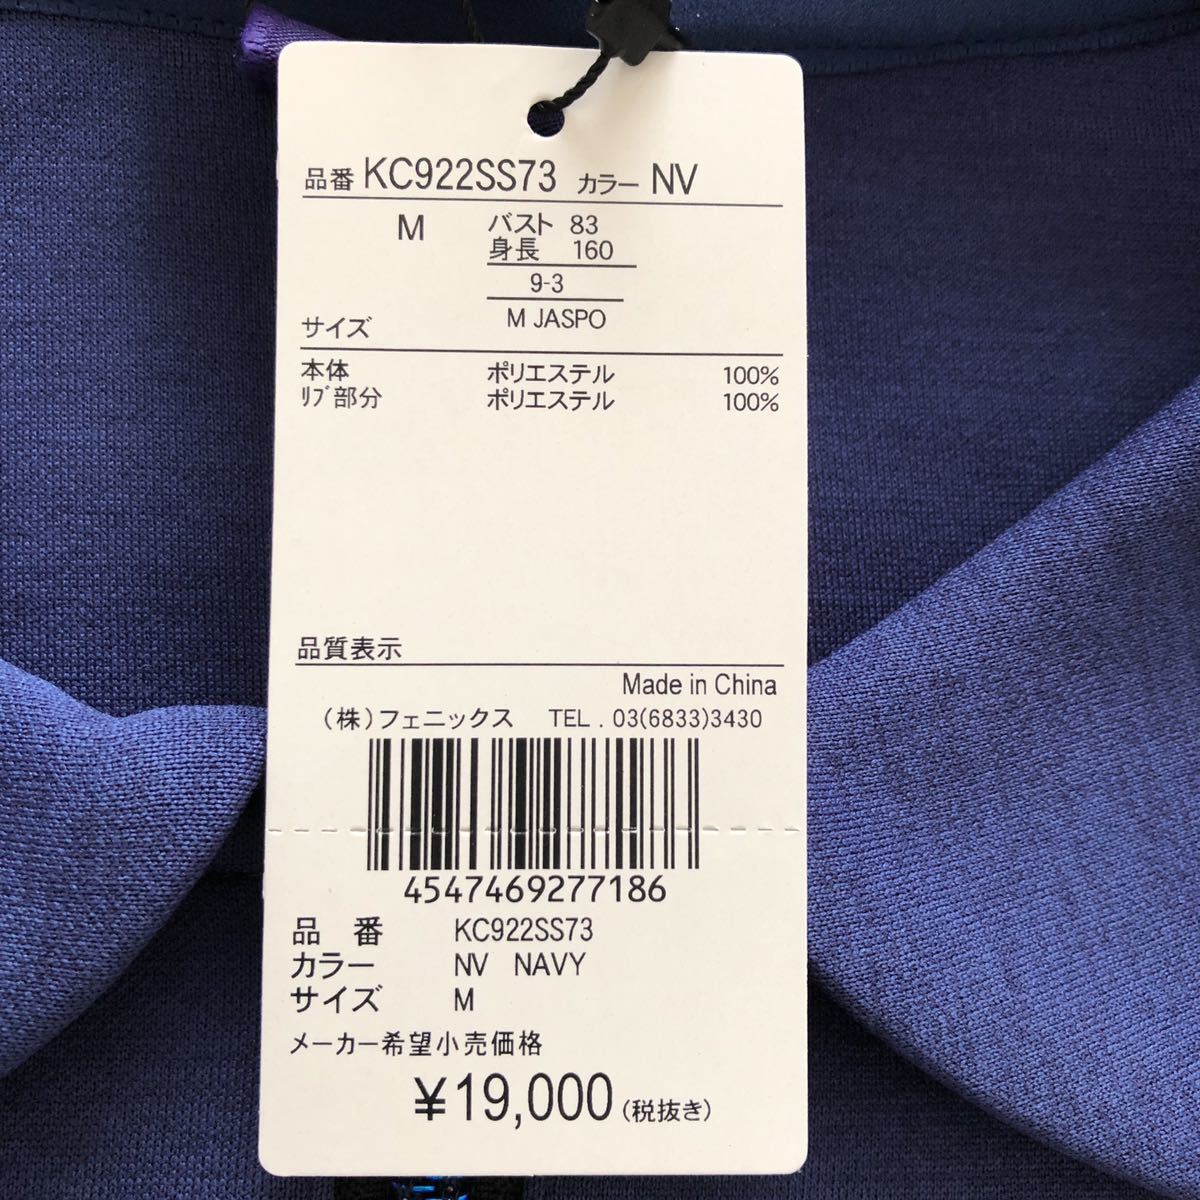 品番 KC922SS73 カラー NV
M バスト 83
身長 160
9-3
サイズ M JASPO
本体 ポリエステル 100%
ﾘﾌﾞ部分 ポリエステル 100%
品質表示
Made in China
(株)フェニックス TEL . 03(6833)3430
4547469277186
品 番 KC922SS73
カラー NV NAVY
サイズ M
メーカー希望小売価格
¥19,000(税抜き)